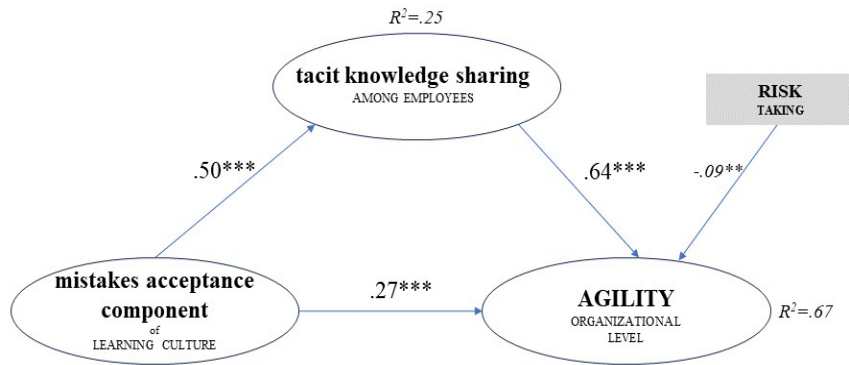 R²=.25
tacit knowledge sharing
AMONG EMPLOYEES
RISK
TAKING
.50***
.64***
-.09**
mistakes acceptance
component
of
LEARNING CULTURE
.27***
AGILITY
ORGANIZATIONAL
LEVEL
R²=.67